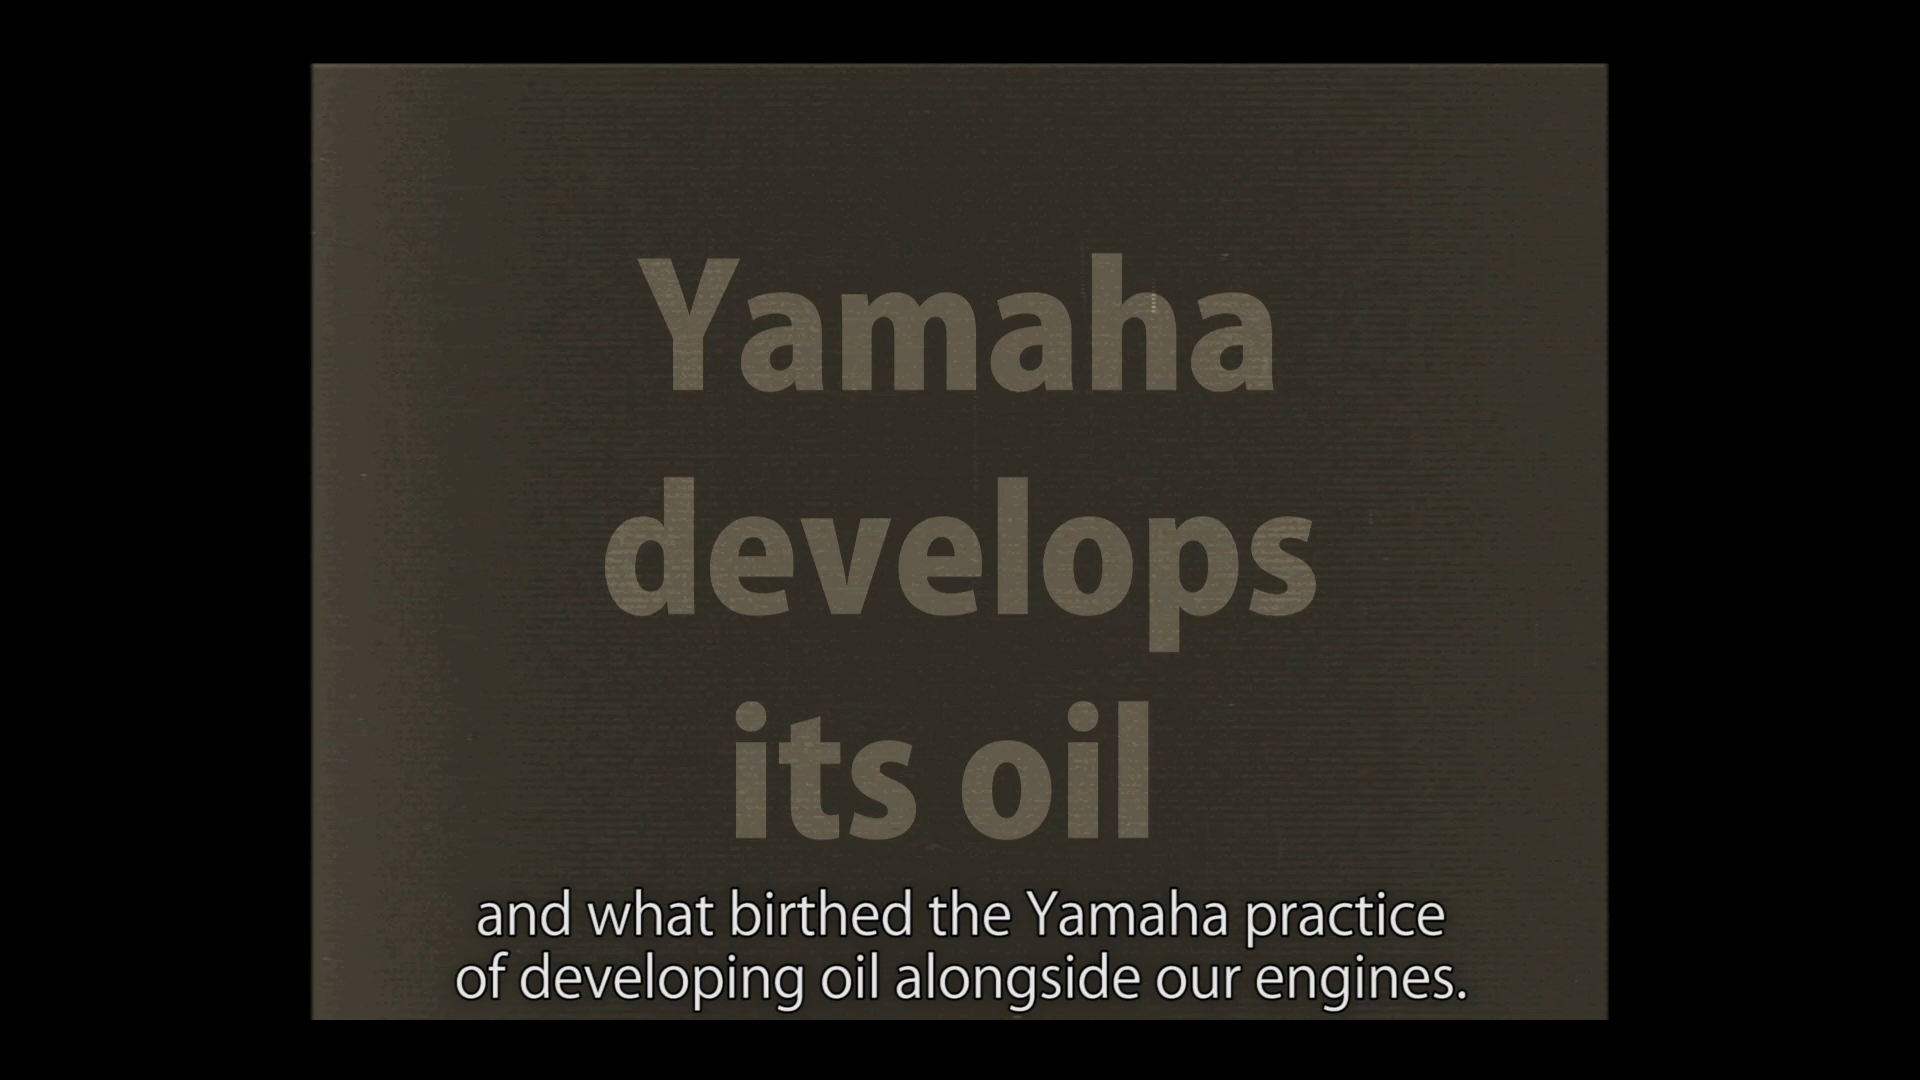 Yamaha
develops
its oil
and what birthed the Yamaha practice
of developing oil alongside our engines.